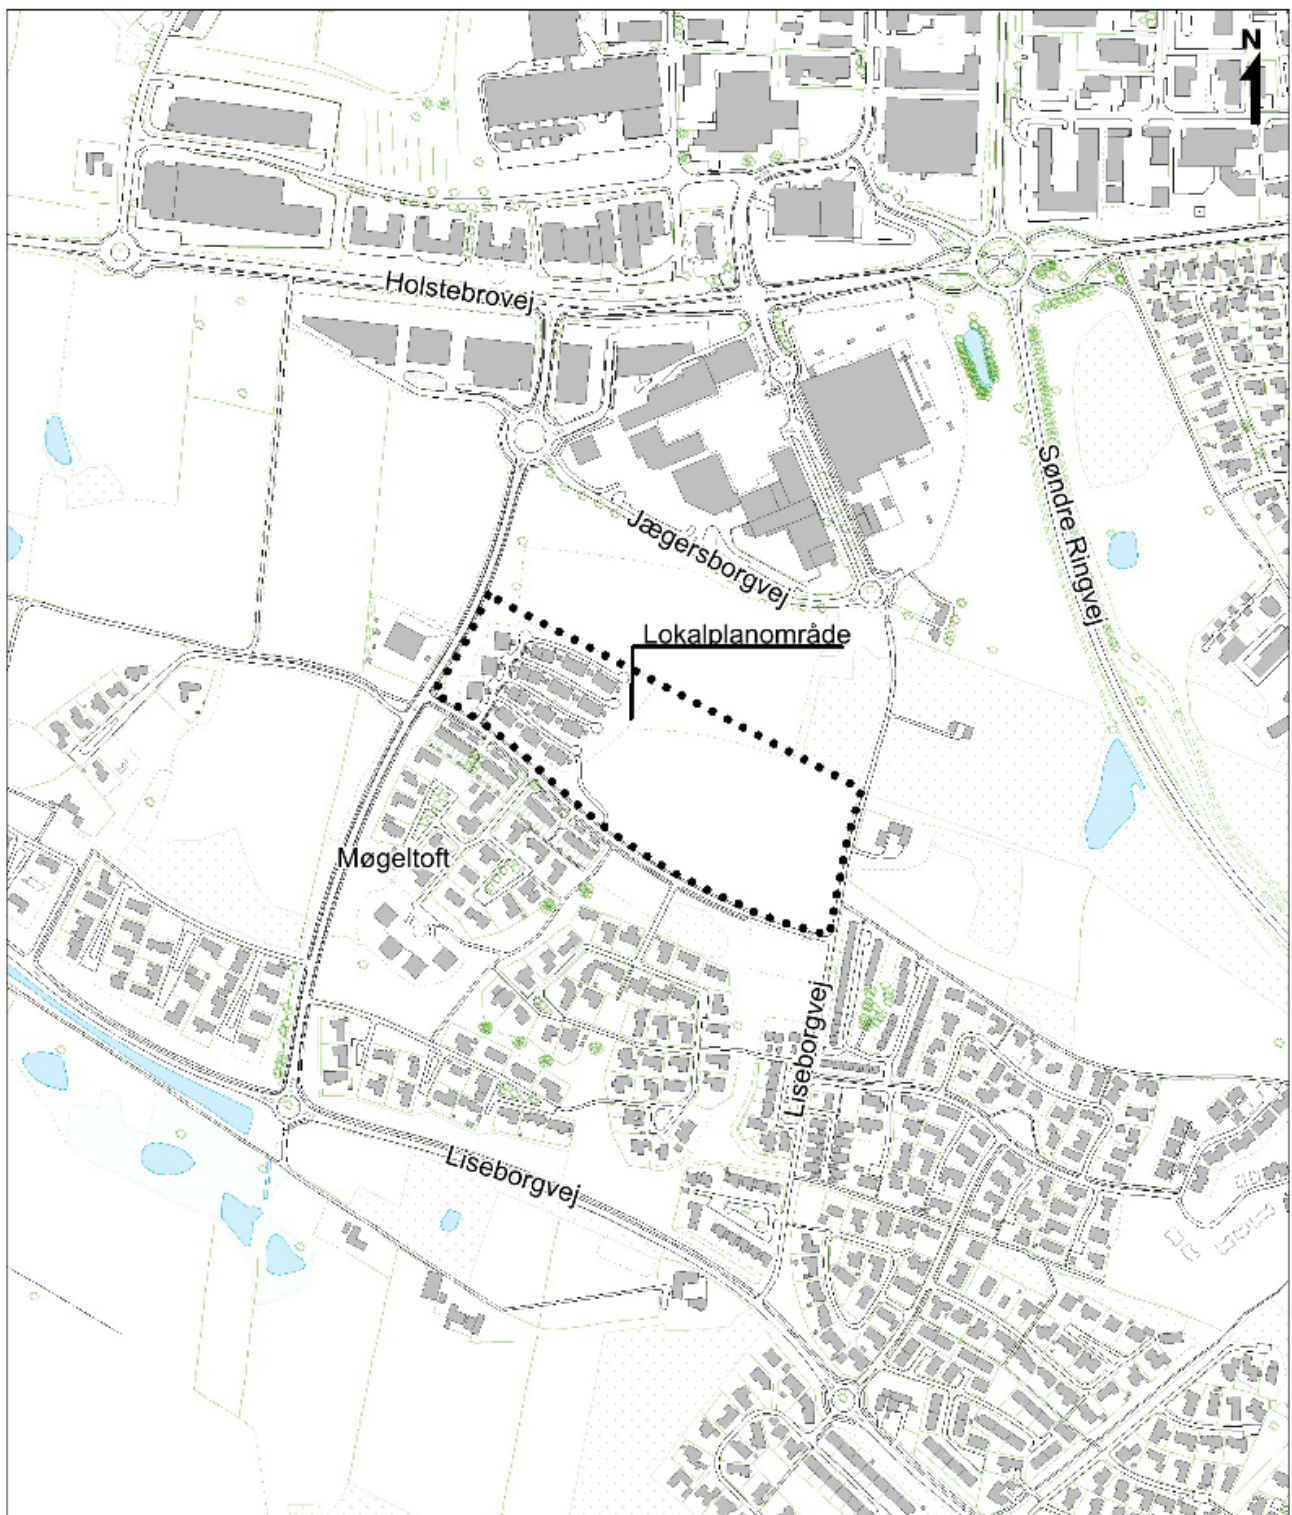 N
Holstebrovej
Søndre Ringvej
Jægersborgvej
Lokalplanområde
Møgeltoft
Liseborgvej
Liseborgvej